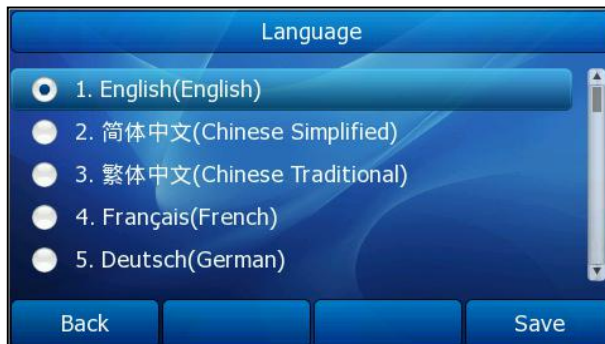 Language
1. English(English)
2. 简体中文(Chinese Simplified)
3. 繁体中文(Chinese Traditional)
4. Français(French)
5. Deutsch(German)
Back Save